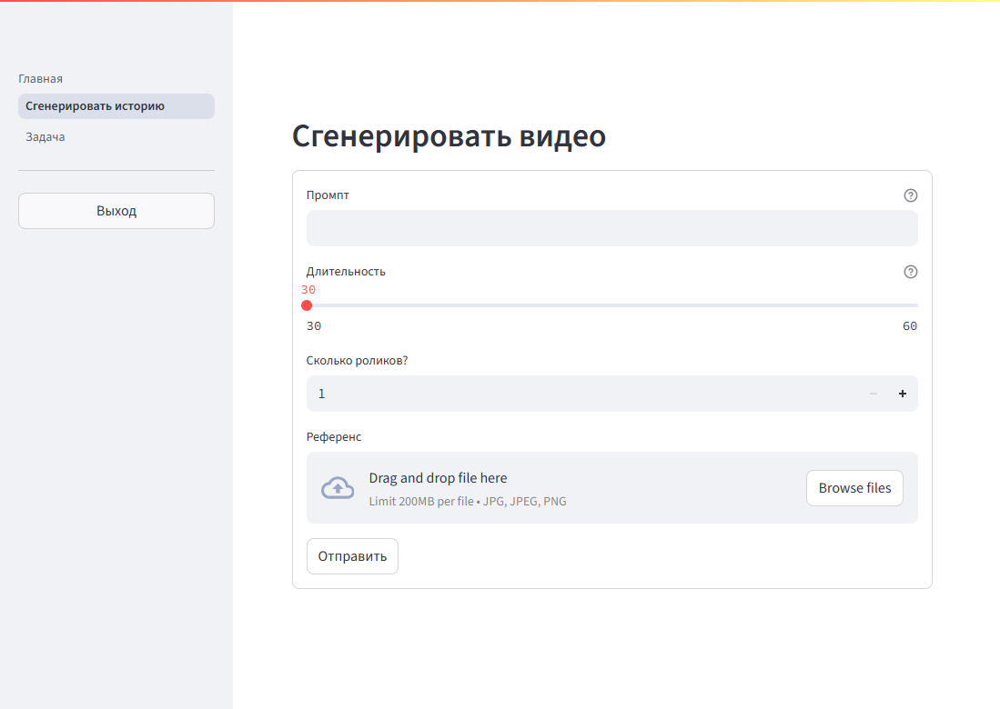 Главная
Сгенерировать историю
Задача
Выход
Сгенерировать видео
Промпт
Длительность
30
30 60
Сколько роликов?
1
Референс
Drag and drop file here
Limit 200MB per file • JPG, JPEG, PNG
Browse files
Отправить